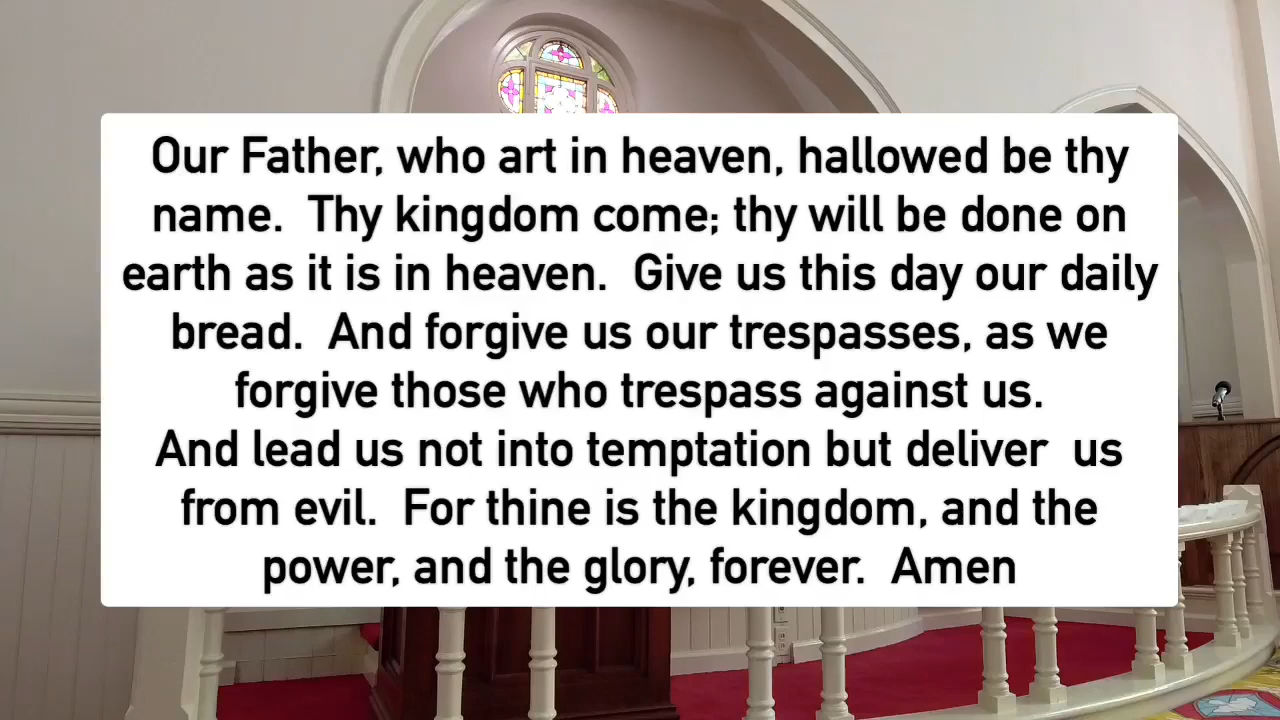 Our Father, who art in heaven, hallowed be thy
name.  Thy kingdom come; thy will be done on
earth as it is in heaven.  Give us this day our daily
bread.  And forgive us our trespasses, as we
forgive those who trespass against us.
And lead us not into temptation but deliver  us
from evil.  For thine is the kingdom, and the
power, and the glory, forever.  Amen